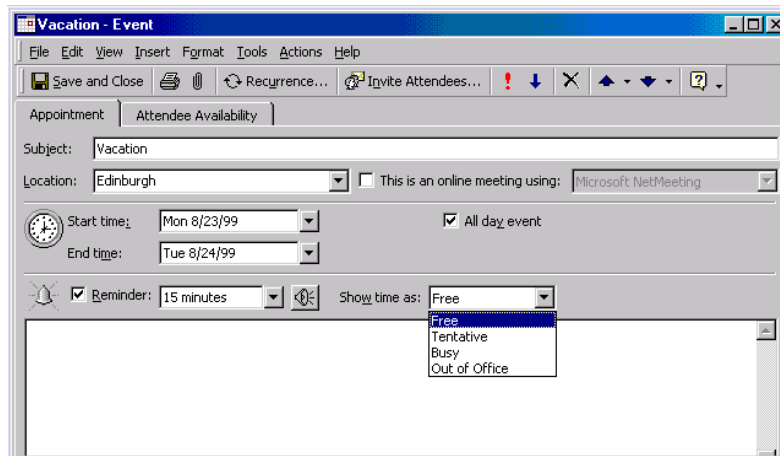 Vacation - Event
File Edit View Insert Format Tools Actions Help
Save and Close Recurrence... Invite Attendees...
Appointment Attendee Availability
Subject: Vacation
Location: Edinburgh This is an online meeting using: Microsoft NetMeeting
Start time: Mon 8/23/99 All day event
End time: Tue 8/24/99
Reminder: 15 minutes Show time as: Free
Free
Tentative
Busy
Out of Office